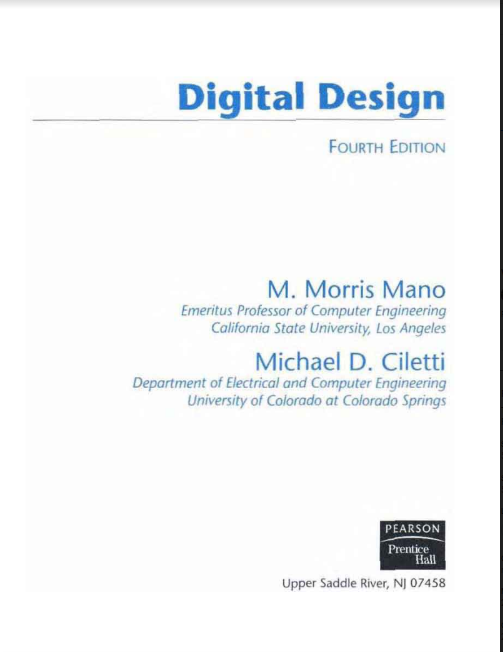 Digital Design
FOURTH EDITION
M. Morris Mano
Emeritus Professor of Computer Engineering
California State University, Los Angeles
Michael D. Ciletti
Department of Electrical and Computer Engineering
University of Colorado at Colorado Springs
PEARSON
Prentice
Hall
Upper Saddle River, NJ 07458